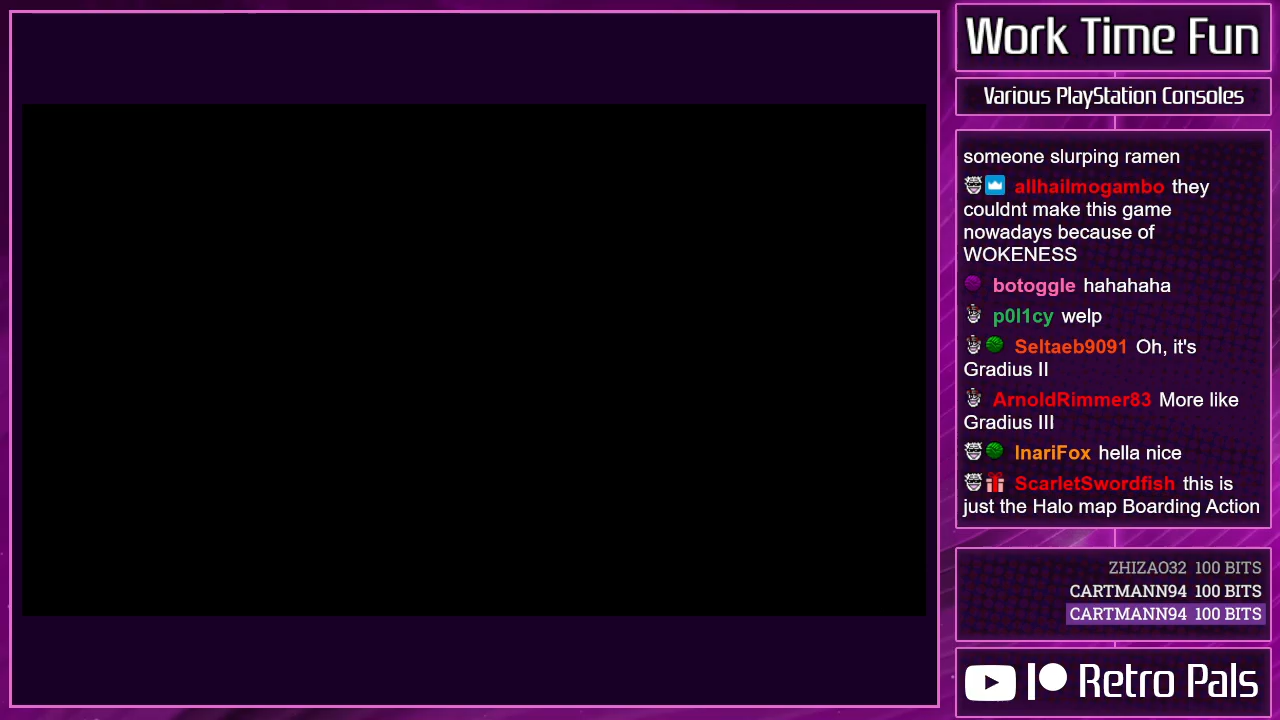 Work Time Fun
Various PlayStation Consoles
someone slurping ramen
allhailmogambo they
couldnt make this game
nowadays because of
WOKENESS
botoggle hahahaha
p0l1cy welp
Seltaeb9091 Oh, it's
Gradius II
ArnoldRimmer83 More like
Gradius III
InariFox hella nice
ScarletSwordfish this is
just the Halo map Boarding Action
ZHIZAO32 100 BITS
CARTMANN94 100 BITS
CARTMANN94 100 BITS
Retro Pals